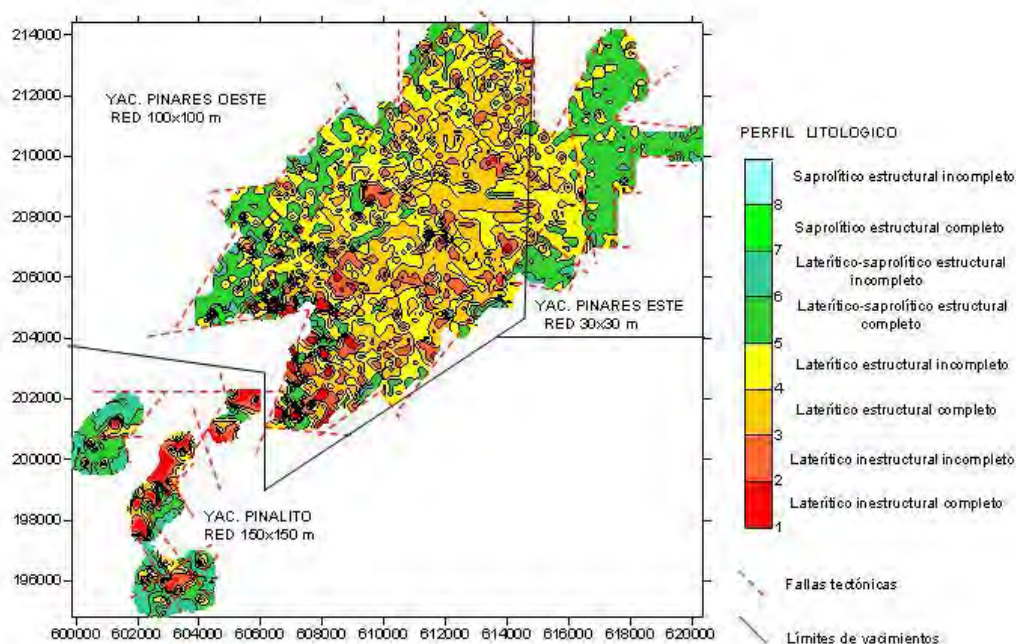 214000
212000
210000
208000
206000
204000
202000
200000
198000
196000
600000 602000 604000 606000 608000 610000 612000 614000 616000 618000 620000
YAC. PINARES OESTE
RED 100x100 m
YAC. PINARES ESTE
RED 30x30 m
YAC. PINALITO
RED 150x150 m
PERFIL LITOLOGICO
Saprolítico estructural incompleto
8
Saprolítico estructural completo
7
Laterítico-saprolítico estructural
incompleto
6
Laterítico-saprolítico estructural
completo
5
Laterítico estructural incompleto
4
Laterítico estructural completo
3
Laterítico inestructural incompleto
2
Laterítico inestructural completo
1
Fallas tectónicas
Límites de yacimientos